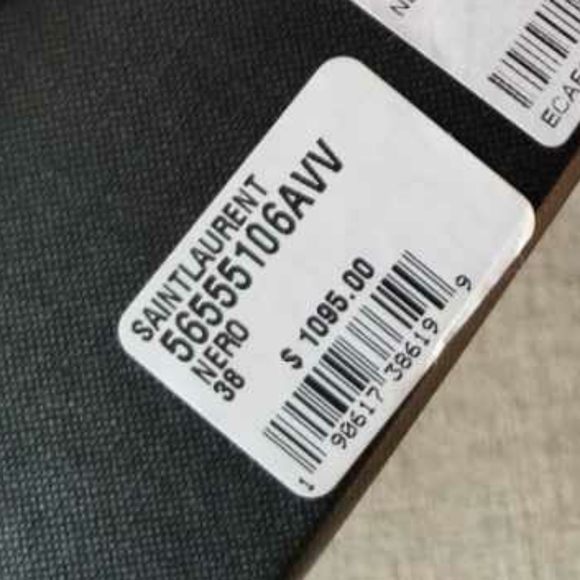 SAINTLAURENT
56555106AVV
NERO
38
$ 1095.00
1 90617 38619 9